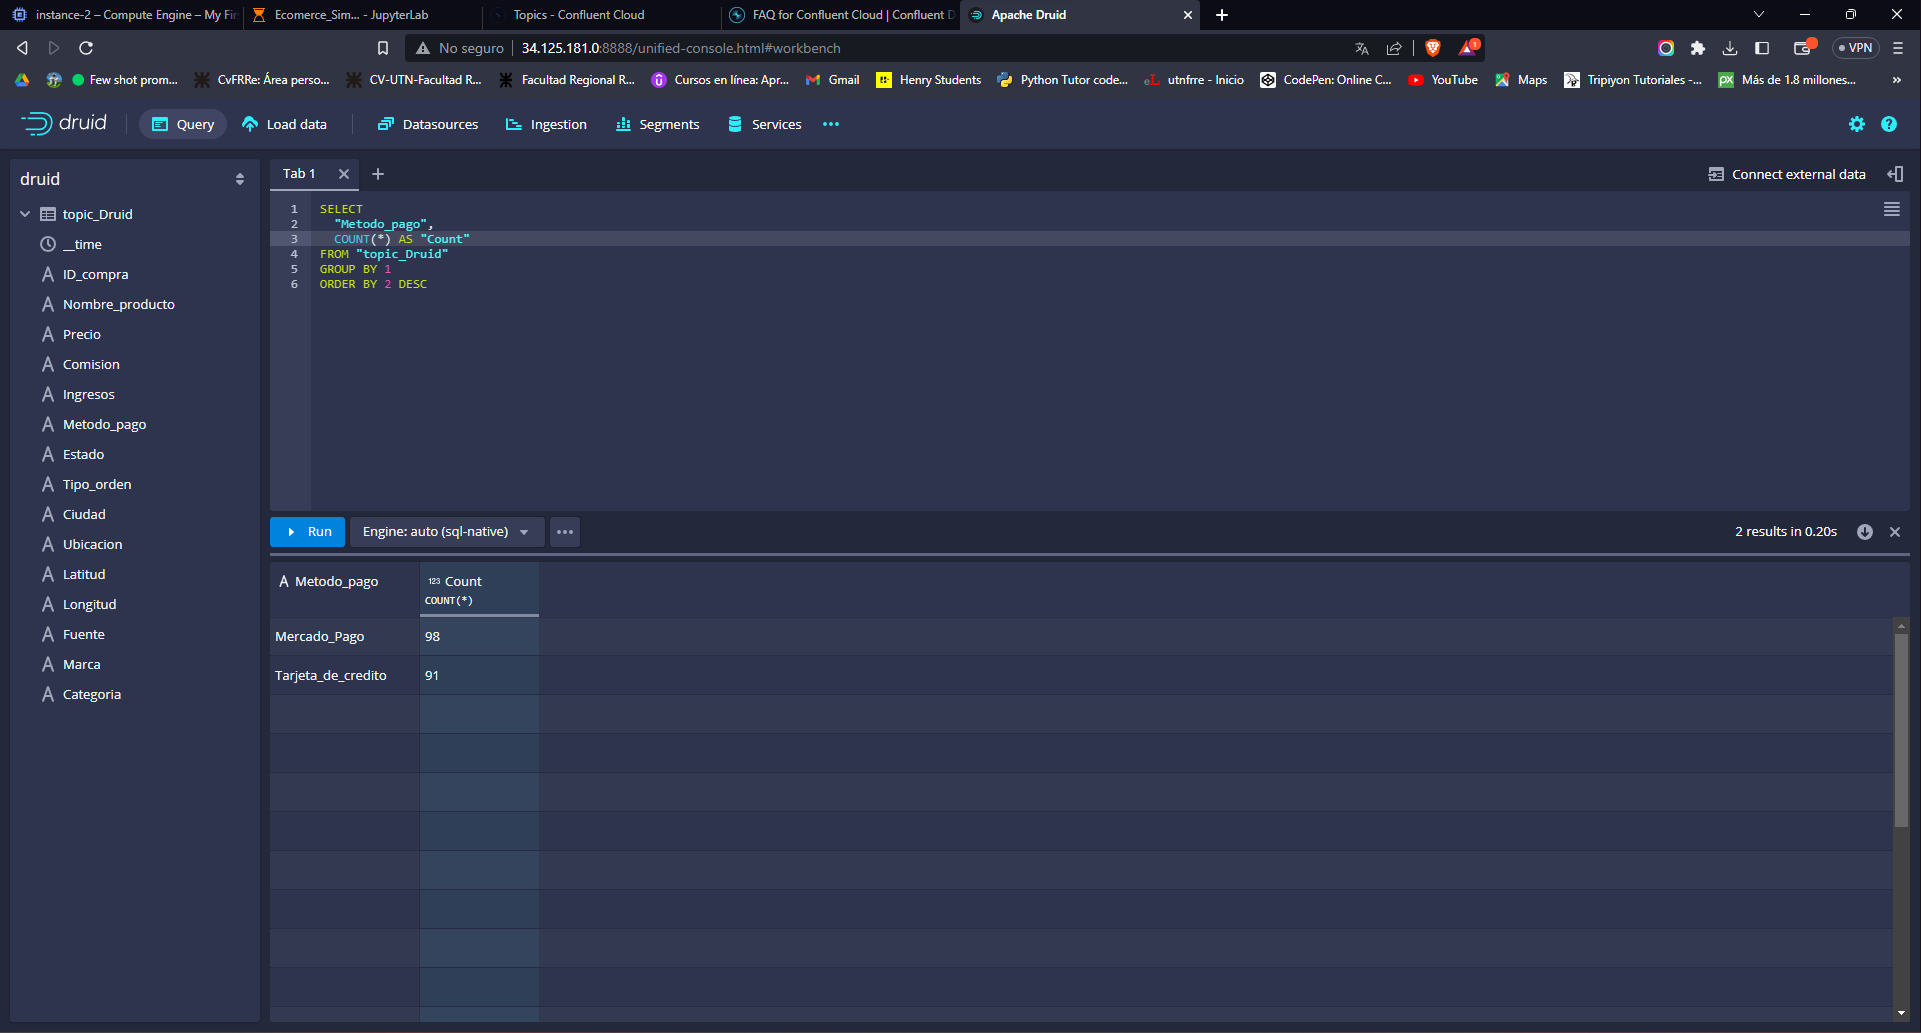 instance-2 – Compute Engine – My Fir
Ecomerce_Sim... - JupyterLab
Topics - Confluent Cloud
FAQ for Confluent Cloud | Confluent D
Apache Druid
No seguro
34.125.181.0:8888/unified-console.html#workbench
1
VPN
Few shot prom...
CvFRRe: Área perso...
CV-UTN-Facultad R...
Facultad Regional R...
Cursos en línea: Apr...
Gmail
Henry Students
Python Tutor code...
utnfrre - Inicio
CodePen: Online C...
YouTube
Maps
Tripiyon Tutoriales -...
Más de 1.8 millones...
druid
Query
Load data
Datasources
Ingestion
Segments
Services
druid
topic_Druid
__time
ID_compra
Nombre_producto
Precio
Comision
Ingresos
Metodo_pago
Estado
Tipo_orden
Ciudad
Ubicacion
Latitud
Longitud
Fuente
Marca
Categoria
Tab 1
Connect external data
1 SELECT
2 "Metodo_pago",
3 COUNT(*) AS "Count"
4 FROM "topic_Druid"
5 GROUP BY 1
6 ORDER BY 2 DESC
Run
Engine: auto (sql-native)
2 results in 0.20s
Metodo_pago
123 Count
COUNT(*)
Mercado_Pago 98
Tarjeta_de_credito 91